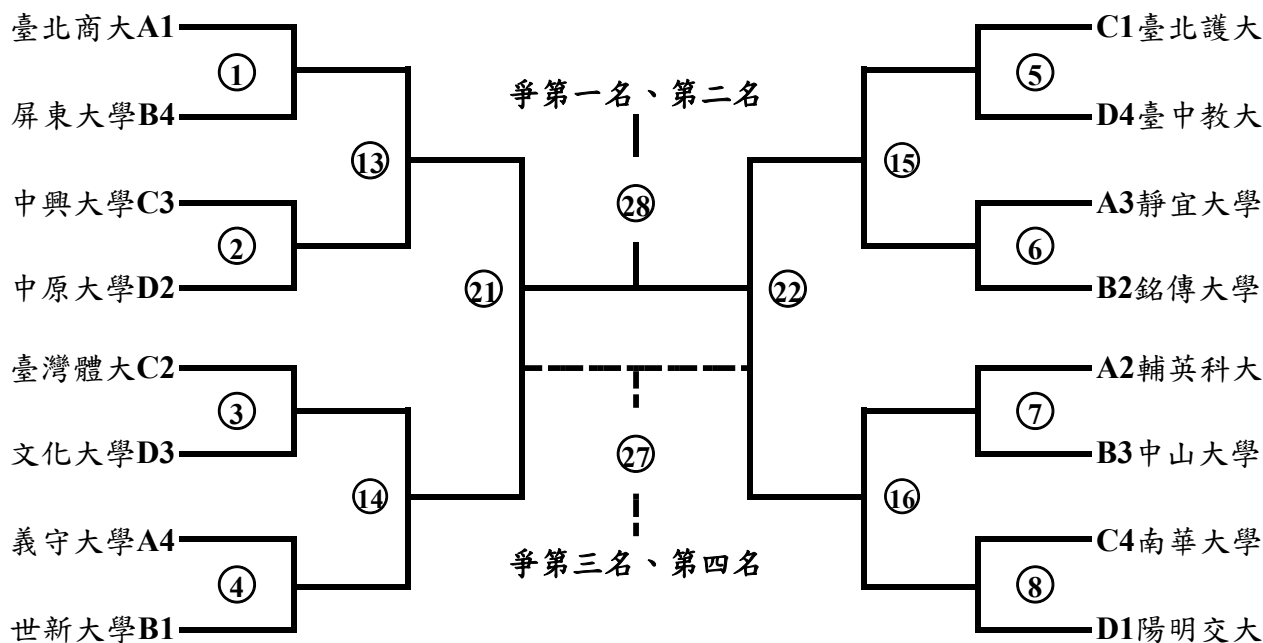 臺北商大A1
①
屏東大學B4
⑬
中興大學C3
②
中原大學D2
㉑
臺灣體大C2
③
文化大學D3
⑭
義守大學A4
④
世新大學B1
爭第一名、第二名
㉘
㉗
爭第三名、第四名
C1臺北護大
⑤
D4臺中教大
⑮
A3靜宜大學
⑥
B2銘傳大學
㉒
A2輔英科大
⑦
B3中山大學
⑯
C4南華大學
⑧
D1陽明交大